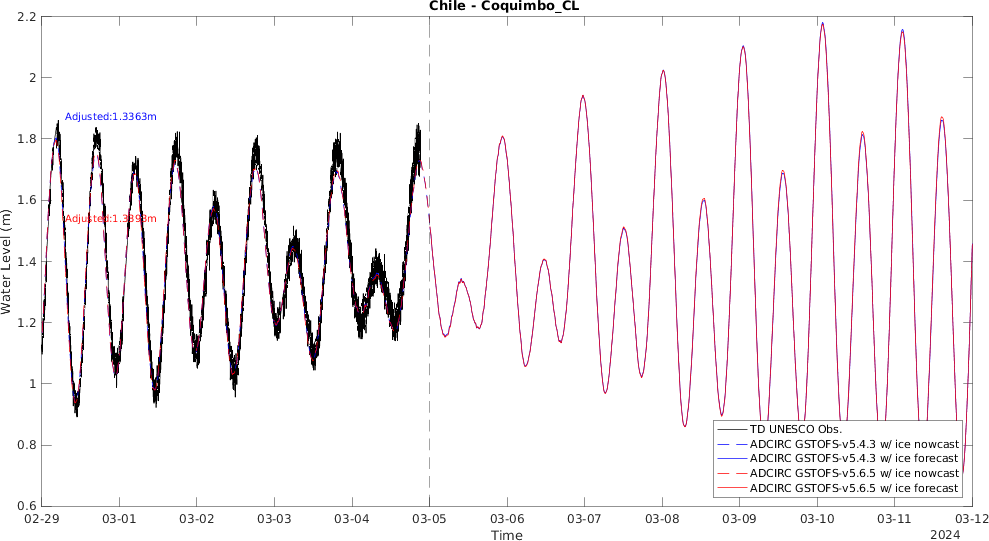 Chile - Coquimbo_CL
2.2
2
1.8
1.6
1.4
1.2
1
0.8
0.6
Water Level (m)
Adjusted:1.3363m
Adjusted:1.3393m
TD UNESCO Obs.
ADCIRC GSTOFS-v5.4.3 w/ ice nowcast
ADCIRC GSTOFS-v5.4.3 w/ ice forecast
ADCIRC GSTOFS-v5.6.5 w/ ice nowcast
ADCIRC GSTOFS-v5.6.5 w/ ice forecast
02-29 03-01 03-02 03-03 03-04 03-05 03-06 03-07 03-08 03-09 03-10 03-11 03-12
Time
2024